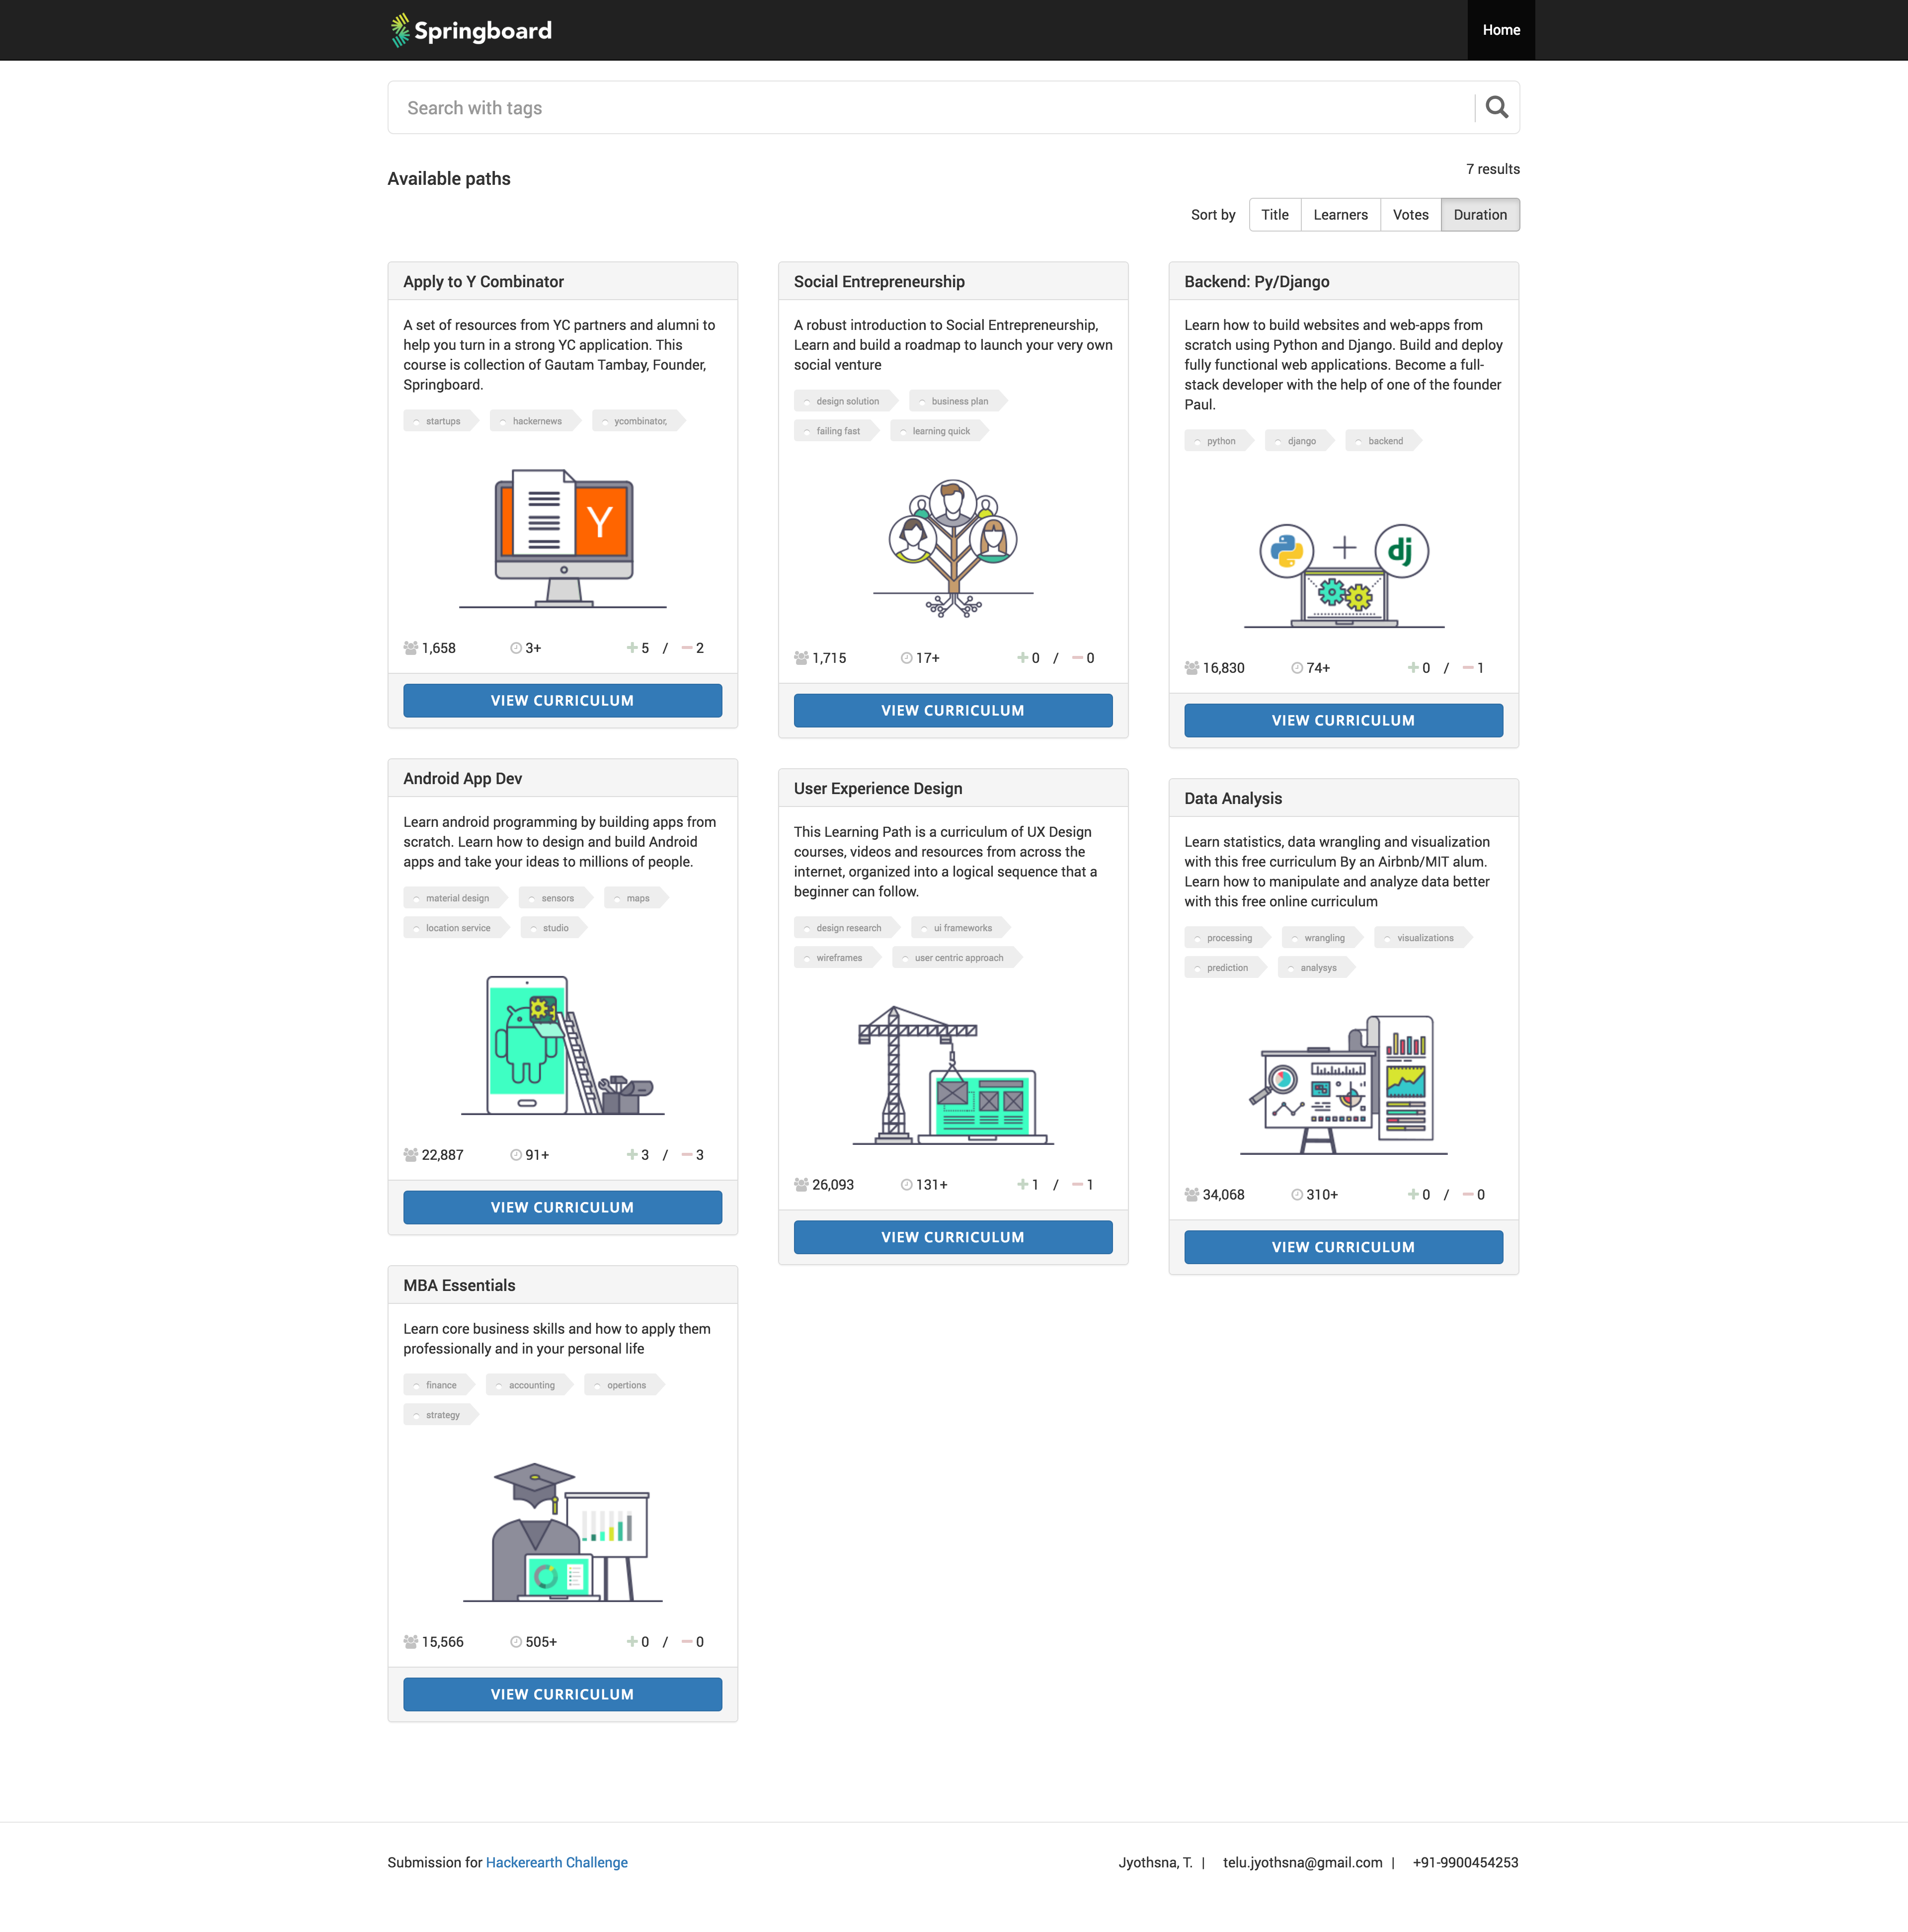 Springboard
Home
Search with tags
Available paths
7 results
Sort by
Title
Learners
Votes
Duration
Apply to Y Combinator
A set of resources from YC partners and alumni to
help you turn in a strong YC application. This
course is collection of Gautam Tambay, Founder,
Springboard.
startups
hackernews
ycombinator,
Y
1,658
3+
5 / 2
VIEW CURRICULUM
Social Entrepreneurship
A robust introduction to Social Entrepreneurship,
Learn and build a roadmap to launch your very own
social venture
design solution
business plan
failing fast
learning quick
1,715
17+
0 / 0
VIEW CURRICULUM
Backend: Py/Django
Learn how to build websites and web-apps from
scratch using Python and Django. Build and deploy
fully functional web applications. Become a full-
stack developer with the help of one of the founder
Paul.
python
django
backend
dj
16,830
74+
0 / 1
VIEW CURRICULUM
Android App Dev
Learn android programming by building apps from
scratch. Learn how to design and build Android
apps and take your ideas to millions of people.
material design
sensors
maps
location service
studio
22,887
91+
3 / 3
VIEW CURRICULUM
User Experience Design
This Learning Path is a curriculum of UX Design
courses, videos and resources from across the
internet, organized into a logical sequence that a
beginner can follow.
design research
ui frameworks
wireframes
user centric approach
26,093
131+
1 / 1
VIEW CURRICULUM
Data Analysis
Learn statistics, data wrangling and visualization
with this free curriculum By an Airbnb/MIT alum.
Learn how to manipulate and analyze data better
with this free online curriculum
processing
wrangling
visualizations
prediction
analysys
34,068
310+
0 / 0
VIEW CURRICULUM
MBA Essentials
Learn core business skills and how to apply them
professionally and in your personal life
finance
accounting
opertions
strategy
15,566
505+
0 / 0
VIEW CURRICULUM
Submission for Hackerearth Challenge
Jyothsna, T. | telu.jyothsna@gmail.com | +91-9900454253